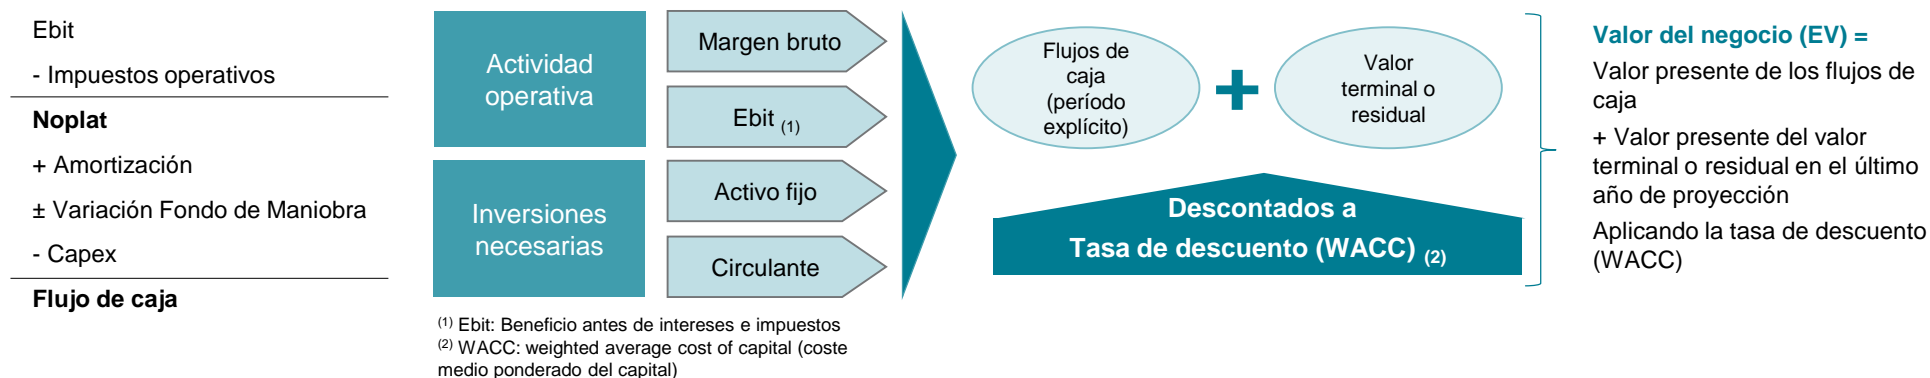 Ebit
- Impuestos operativos
Noplat
+ Amortización
± Variación Fondo de Maniobra
- Capex
Flujo de caja
Actividad
operativa
Inversiones
necesarias
Margen bruto
Ebit (1)
Activo fijo
Circulante
(1) Ebit: Beneficio antes de intereses e impuestos
(2) WACC: weighted average cost of capital (coste
medio ponderado del capital)
Flujos de
caja
(período
explícito)
+
Valor
terminal o
residual
Descontados a
Tasa de descuento (WACC) (2)
Valor del negocio (EV) =
Valor presente de los flujos de
caja
+ Valor presente del valor
terminal o residual en el último
año de proyección
Aplicando la tasa de descuento
(WACC)